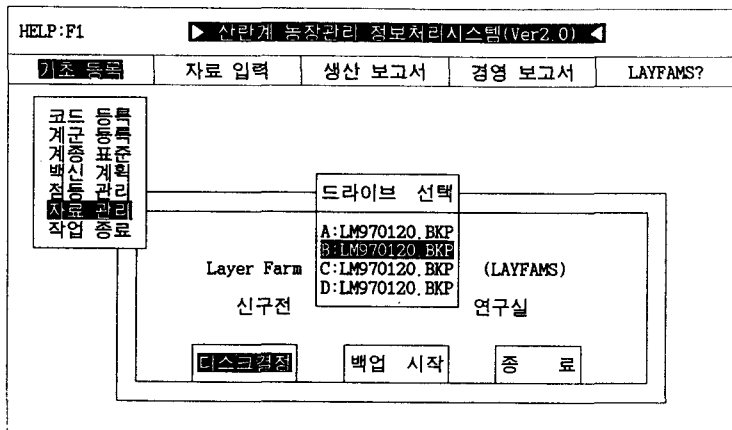 HELP:F1
▶ 산란계 농장관리 정보처리시스템(Ver2.0) ◀
기초 등록 자료 입력 생산 보고서 경영 보고서 LAYFAMS?
코드 등록
계군 등록
계종 표준
백신 계획
점등 관리
자료 관리
작업 종료
드라이브 선택
A:LM970120.BKP
B:LM970120.BKP
C:LM970120.BKP
D:LM970120.BKP
Layer Farm (LAYFAMS)
신구전 연구실
디스크결정 백업 시작 종 료